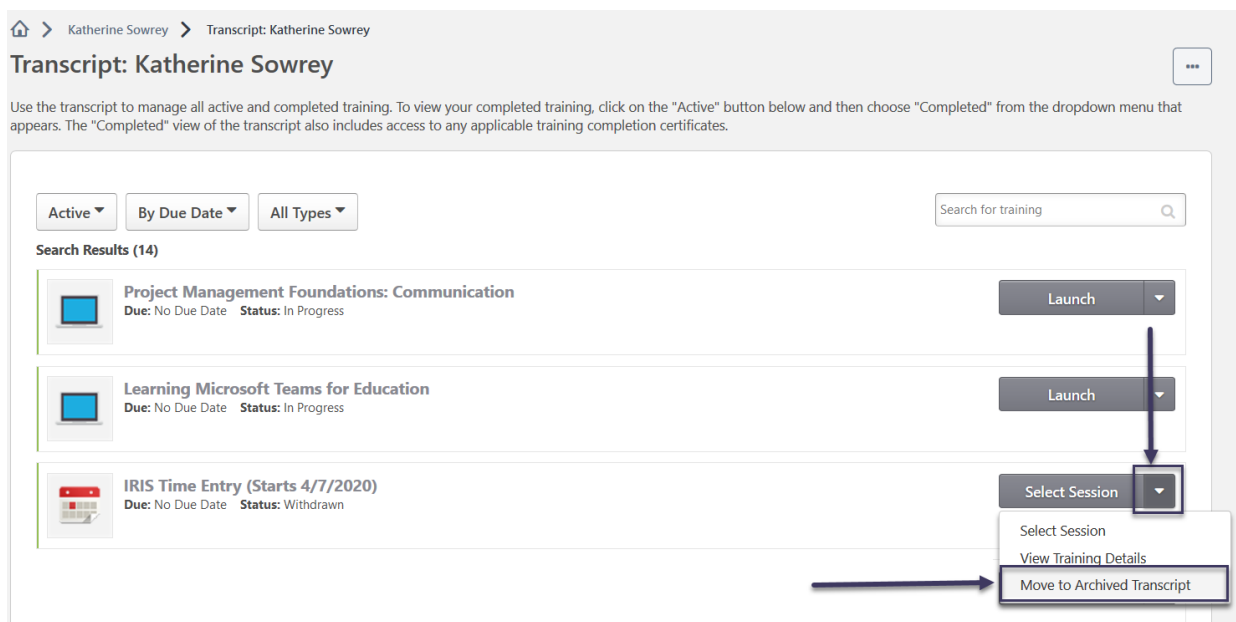 Katherine Sowrey Transcript: Katherine Sowrey
Transcript: Katherine Sowrey
Use the transcript to manage all active and completed training. To view your completed training, click on the "Active" button below and then choose "Completed" from the dropdown menu that
appears. The "Completed" view of the transcript also includes access to any applicable training completion certificates.
Active By Due Date All Types Search for training
Search Results (14)
Project Management Foundations: Communication
Due: No Due Date Status: In Progress
Launch
Learning Microsoft Teams for Education
Due: No Due Date Status: In Progress
Launch
IRIS Time Entry (Starts 4/7/2020)
Due: No Due Date Status: Withdrawn
Select Session
Select Session
View Training Details
Move to Archived Transcript